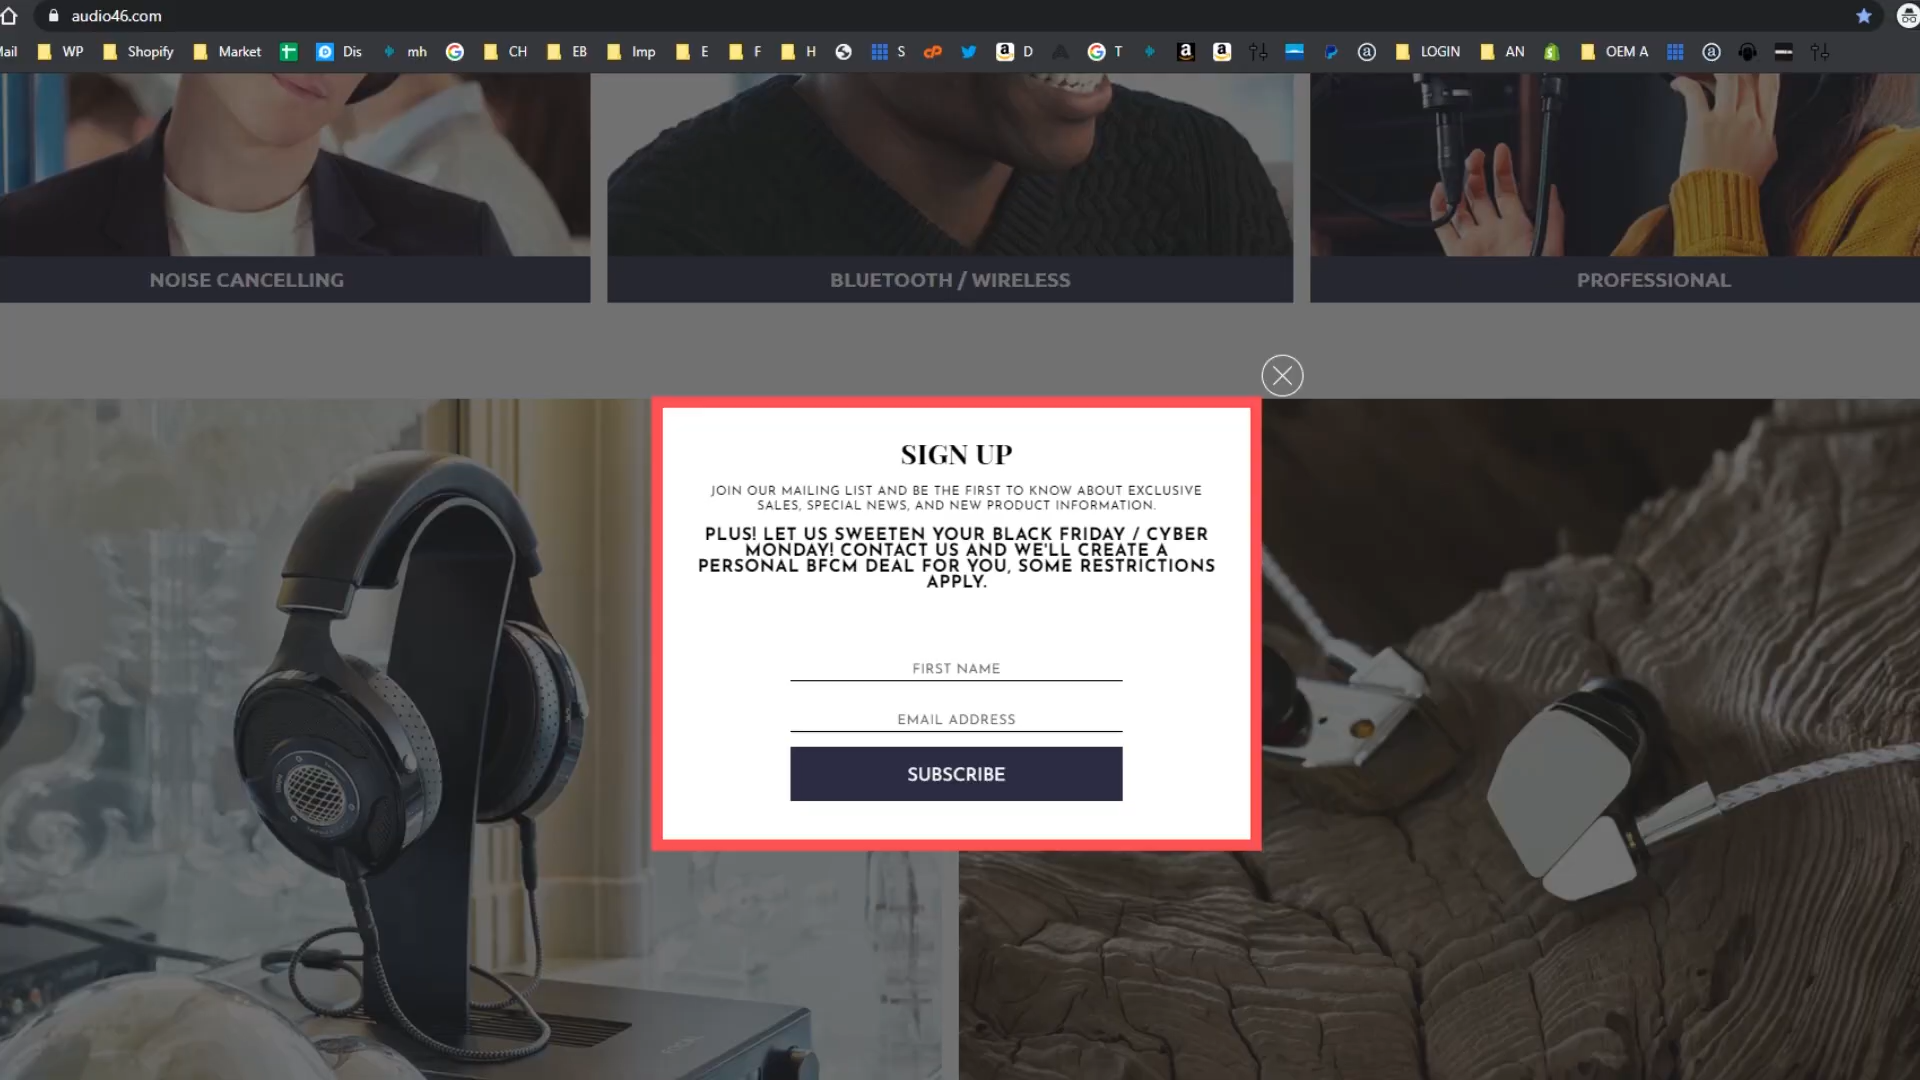 audio46.com
ail WP Shopify Market Dis mh CH EB Imp E F H S D T LOGIN AN OEM A
NOISE CANCELLING
BLUETOOTH / WIRELESS
PROFESSIONAL
SIGN UP
JOIN OUR MAILING LIST AND BE THE FIRST TO KNOW ABOUT EXCLUSIVE
SALES, SPECIAL NEWS, AND NEW PRODUCT INFORMATION.
PLUS! LET US SWEETEN YOUR BLACK FRIDAY / CYBER
MONDAY! CONTACT US AND WE'LL CREATE A
PERSONAL BFCM DEAL FOR YOU, SOME RESTRICTIONS
APPLY.
FIRST NAME
EMAIL ADDRESS
SUBSCRIBE